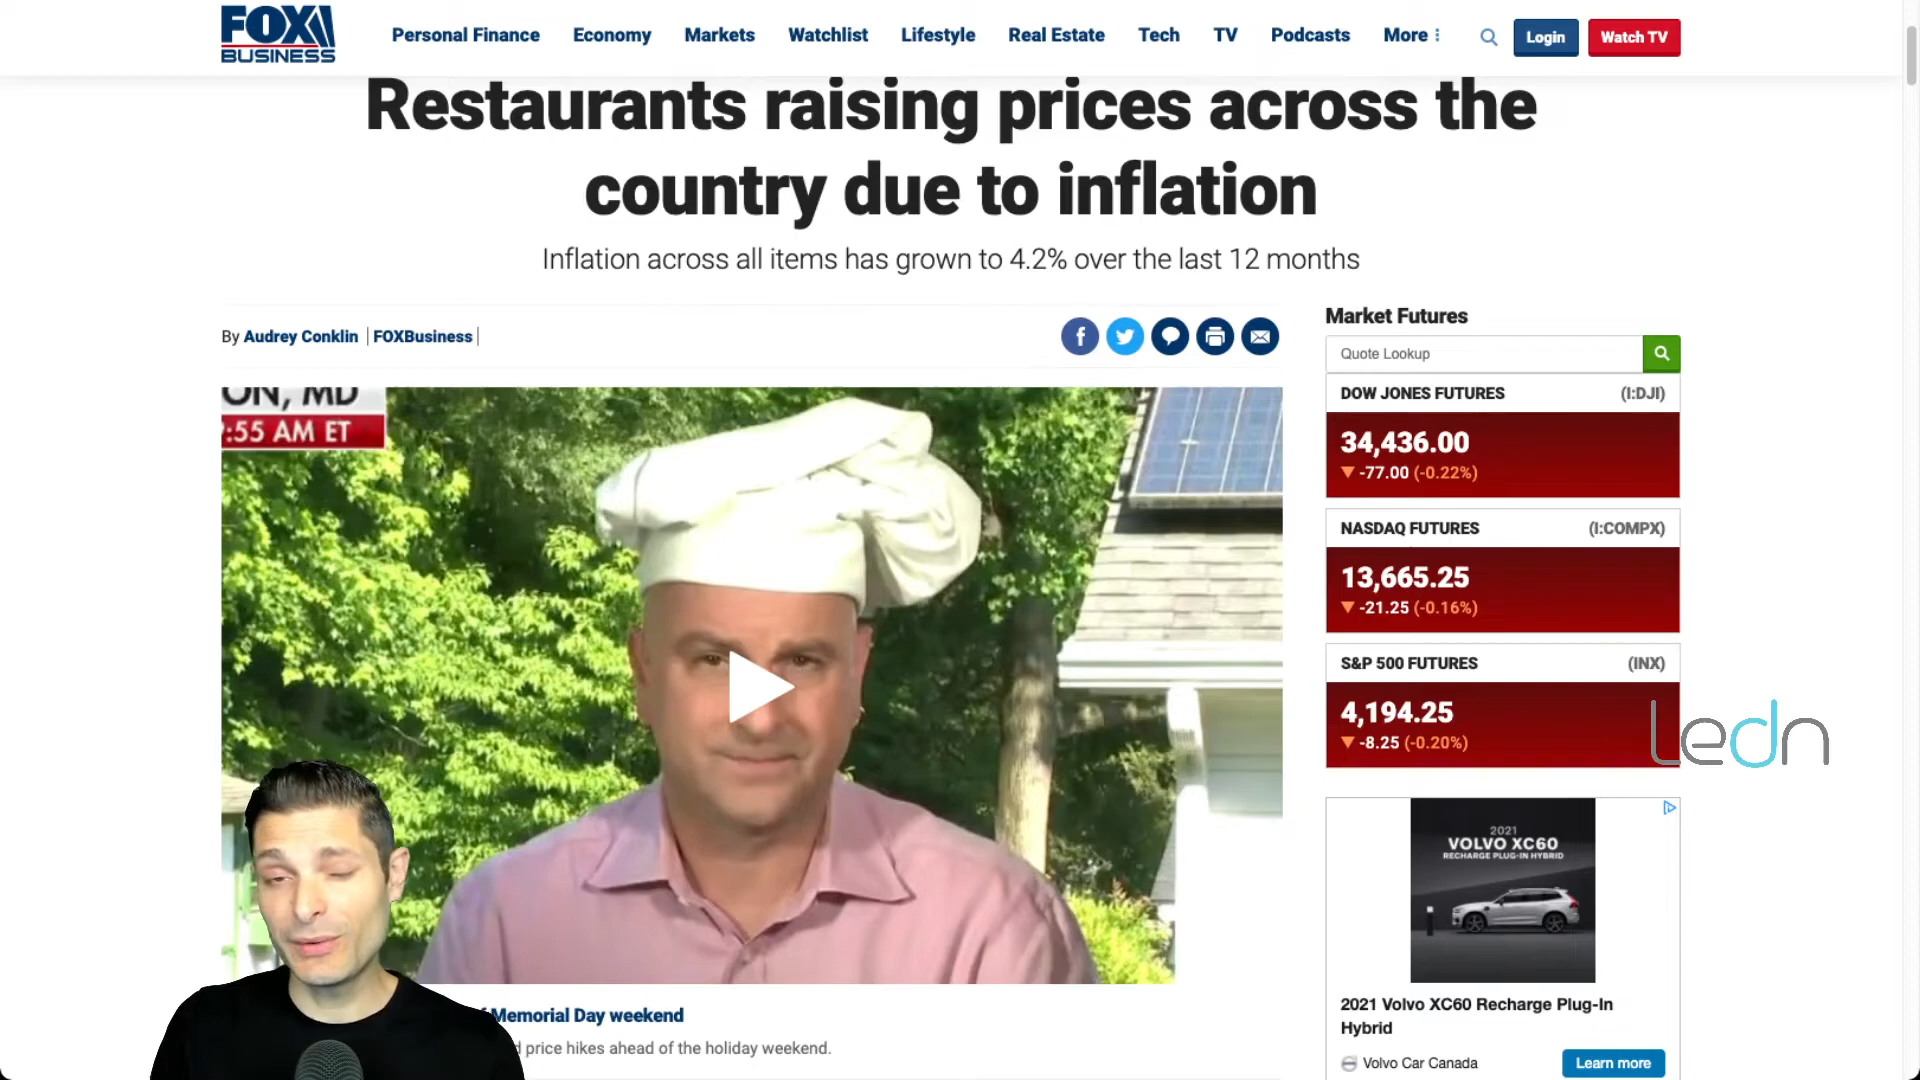 FOX
BUSINESS
Personal Finance
Economy
Markets
Watchlist
Lifestyle
Real Estate
Tech
TV
Podcasts
More
Login
Watch TV
Restaurants raising prices across the
country due to inflation
Inflation across all items has grown to 4.2% over the last 12 months
By Audrey Conklin | FOXBusiness |
ON, MD
:55 AM ET
Memorial Day weekend
price hikes ahead of the holiday weekend.
Market Futures
Quote Lookup
DOW JONES FUTURES (I:DJI)
34,436.00
▼ -77.00 (-0.22%)
NASDAQ FUTURES (I:COMPX)
13,665.25
▼ -21.25 (-0.16%)
S&P 500 FUTURES (INX)
4,194.25
▼ -8.25 (-0.20%)
Ledn
2021
VOLVO XC60
RECHARGE PLUG-IN HYBRID
2021 Volvo XC60 Recharge Plug-In
Hybrid
Volvo Car Canada
Learn more